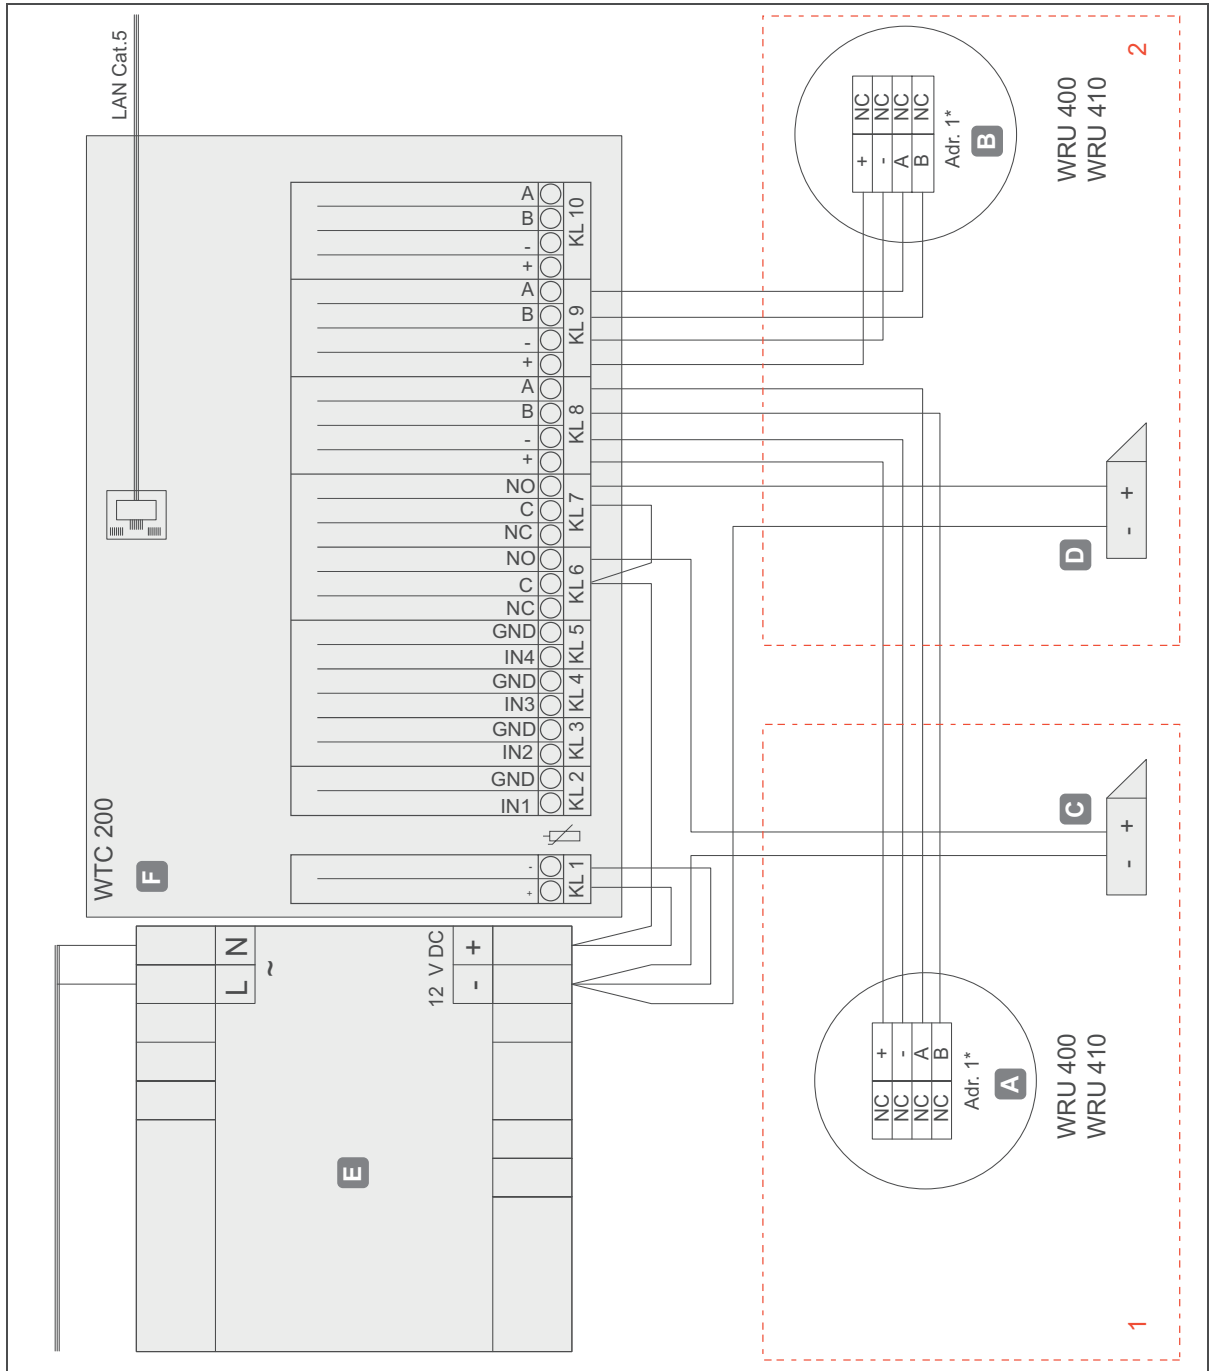 LAN Cat.5
WTC 200
F
A
B
-
+
KL 10
A
B
-
+
KL 9
A
B
-
+
KL 8
NO
C
NC
KL 7
NO
C
NC
KL 6
GND
IN4
KL 5
GND
IN3
KL 4
GND
IN2
KL 3
GND
IN1
KL 2
-
+
KL 1
L N
~
12 V DC
- +
E
2
+ NC
- NC
A NC
B NC
Adr. 1*
B
WRU 400
WRU 410
D
- +
1
NC +
NC -
NC A
NC B
Adr. 1*
A
WRU 400
WRU 410
C
- +